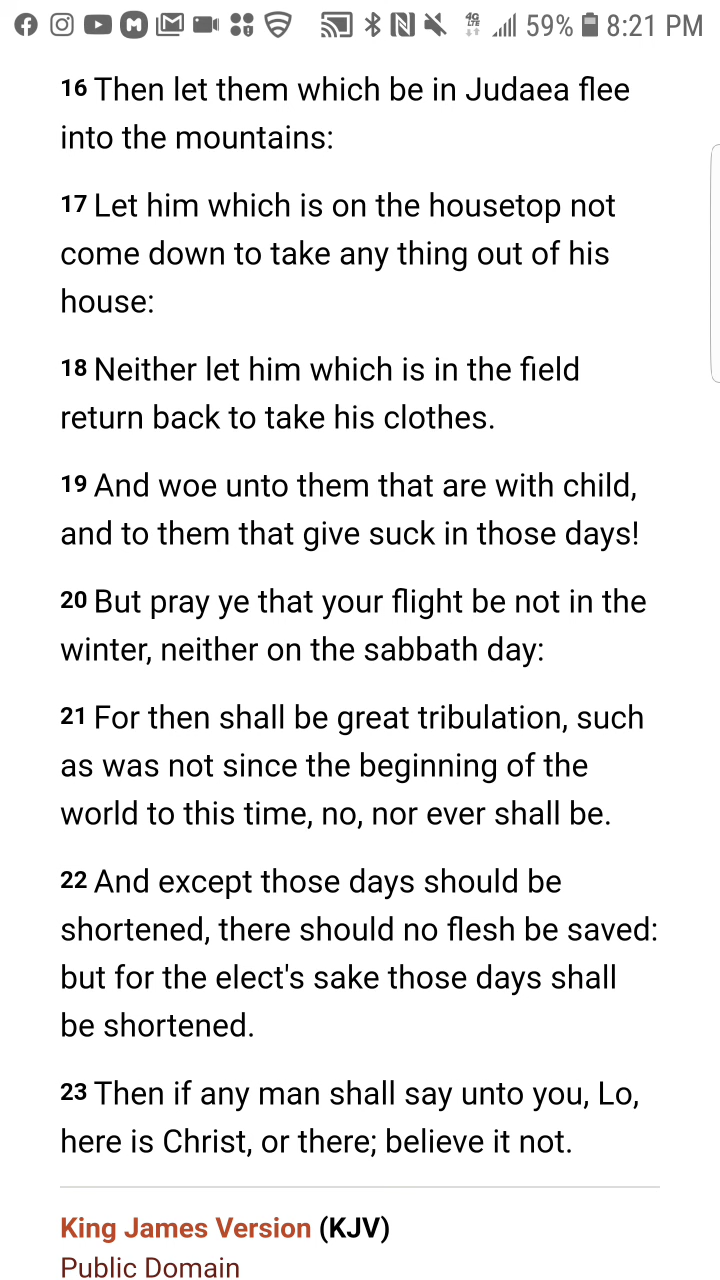 59% 8:21 PM
16 Then let them which be in Judaea flee
into the mountains:
17 Let him which is on the housetop not
come down to take any thing out of his
house:
18 Neither let him which is in the field
return back to take his clothes.
19 And woe unto them that are with child,
and to them that give suck in those days!
20 But pray ye that your flight be not in the
winter, neither on the sabbath day:
21 For then shall be great tribulation, such
as was not since the beginning of the
world to this time, no, nor ever shall be.
22 And except those days should be
shortened, there should no flesh be saved:
but for the elect's sake those days shall
be shortened.
23 Then if any man shall say unto you, Lo,
here is Christ, or there; believe it not.
King James Version (KJV)
Public Domain